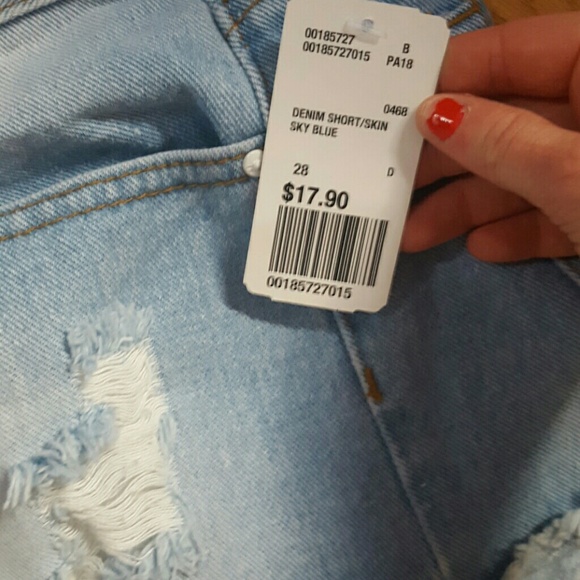 00185727 B
00185727015 PA18
0468
DENIM SHORT/SKIN
SKY BLUE
28 D
$17.90
00185727015